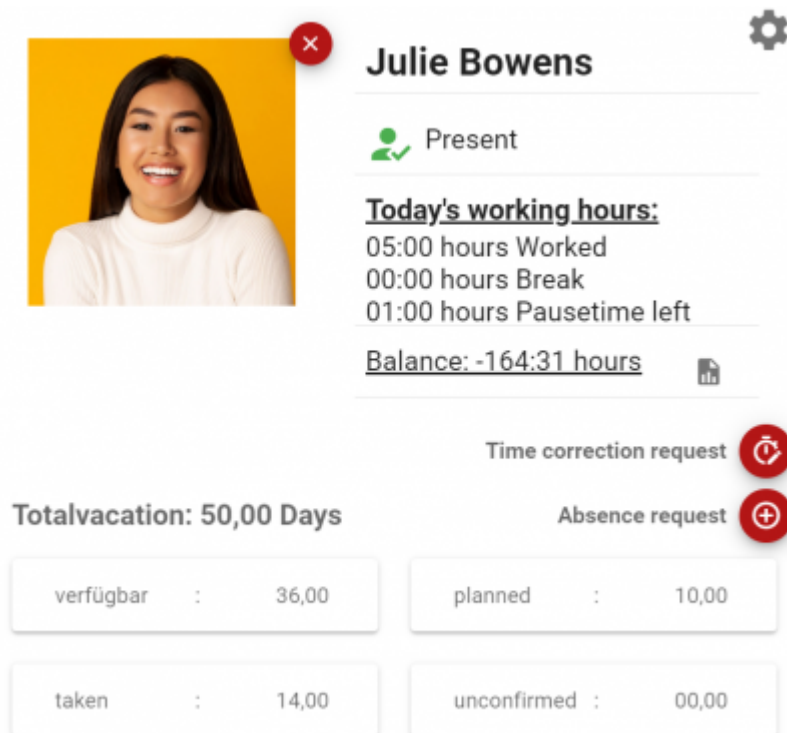 Julie Bowens
Present
Today's working hours:
05:00 hours Worked
00:00 hours Break
01:00 hours Pausetime left
Balance: -164:31 hours
Time correction request
Totalvacation: 50,00 Days
Absence request
verfügbar : 36,00
planned : 10,00
taken : 14,00
unconfirmed : 00,00